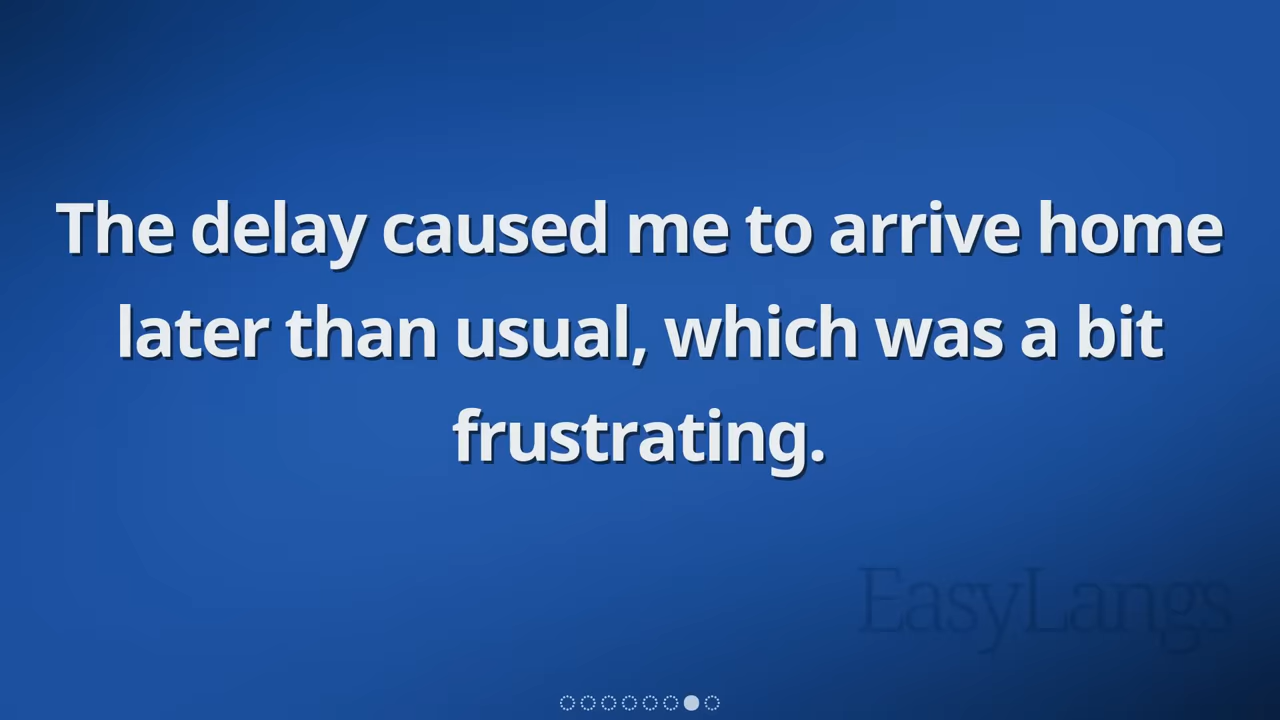 The delay caused me to arrive home
later than usual, which was a bit
frustrating.
EasyLangs